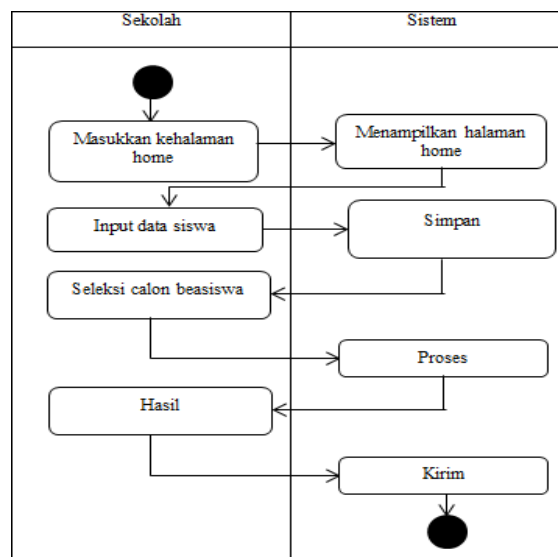 Sekolah
Sistem
Masukkan kehalaman
home
Menampilkan halaman
home
Input data siswa
Simpan
Seleksi calon beasiswa
Proses
Hasil
Kirim